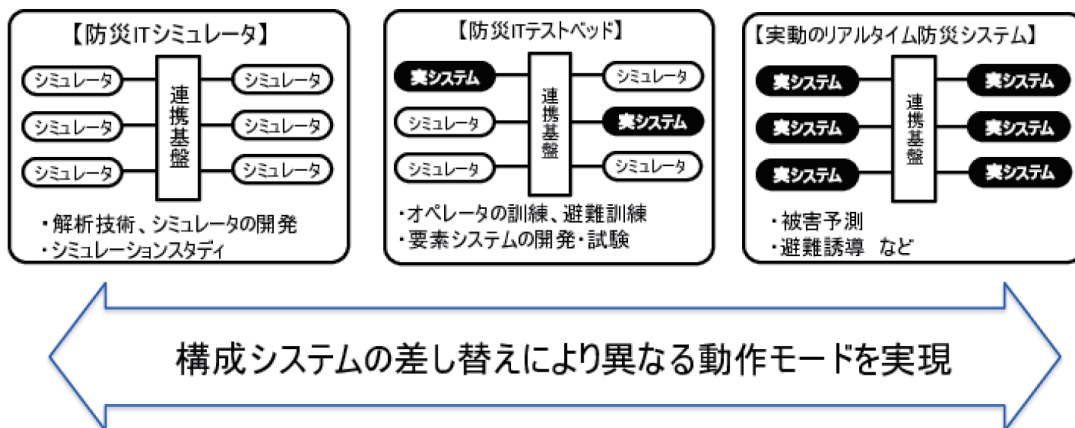 【防災ITシミュレータ】
シミュレータ
シミュレータ
シミュレータ
連携基盤
シミュレータ
シミュレータ
シミュレータ
・解析技術、シミュレータの開発
・シミュレーションスタディ
【防災ITテストベッド】
実システム
シミュレータ
シミュレータ
連携基盤
シミュレータ
実システム
シミュレータ
・オペレータの訓練、避難訓練
・要素システムの開発・試験
【実動のリアルタイム防災システム】
実システム
実システム
実システム
連携基盤
実システム
実システム
実システム
・被害予測
・避難誘導 など
構成システムの差し替えにより異なる動作モードを実現